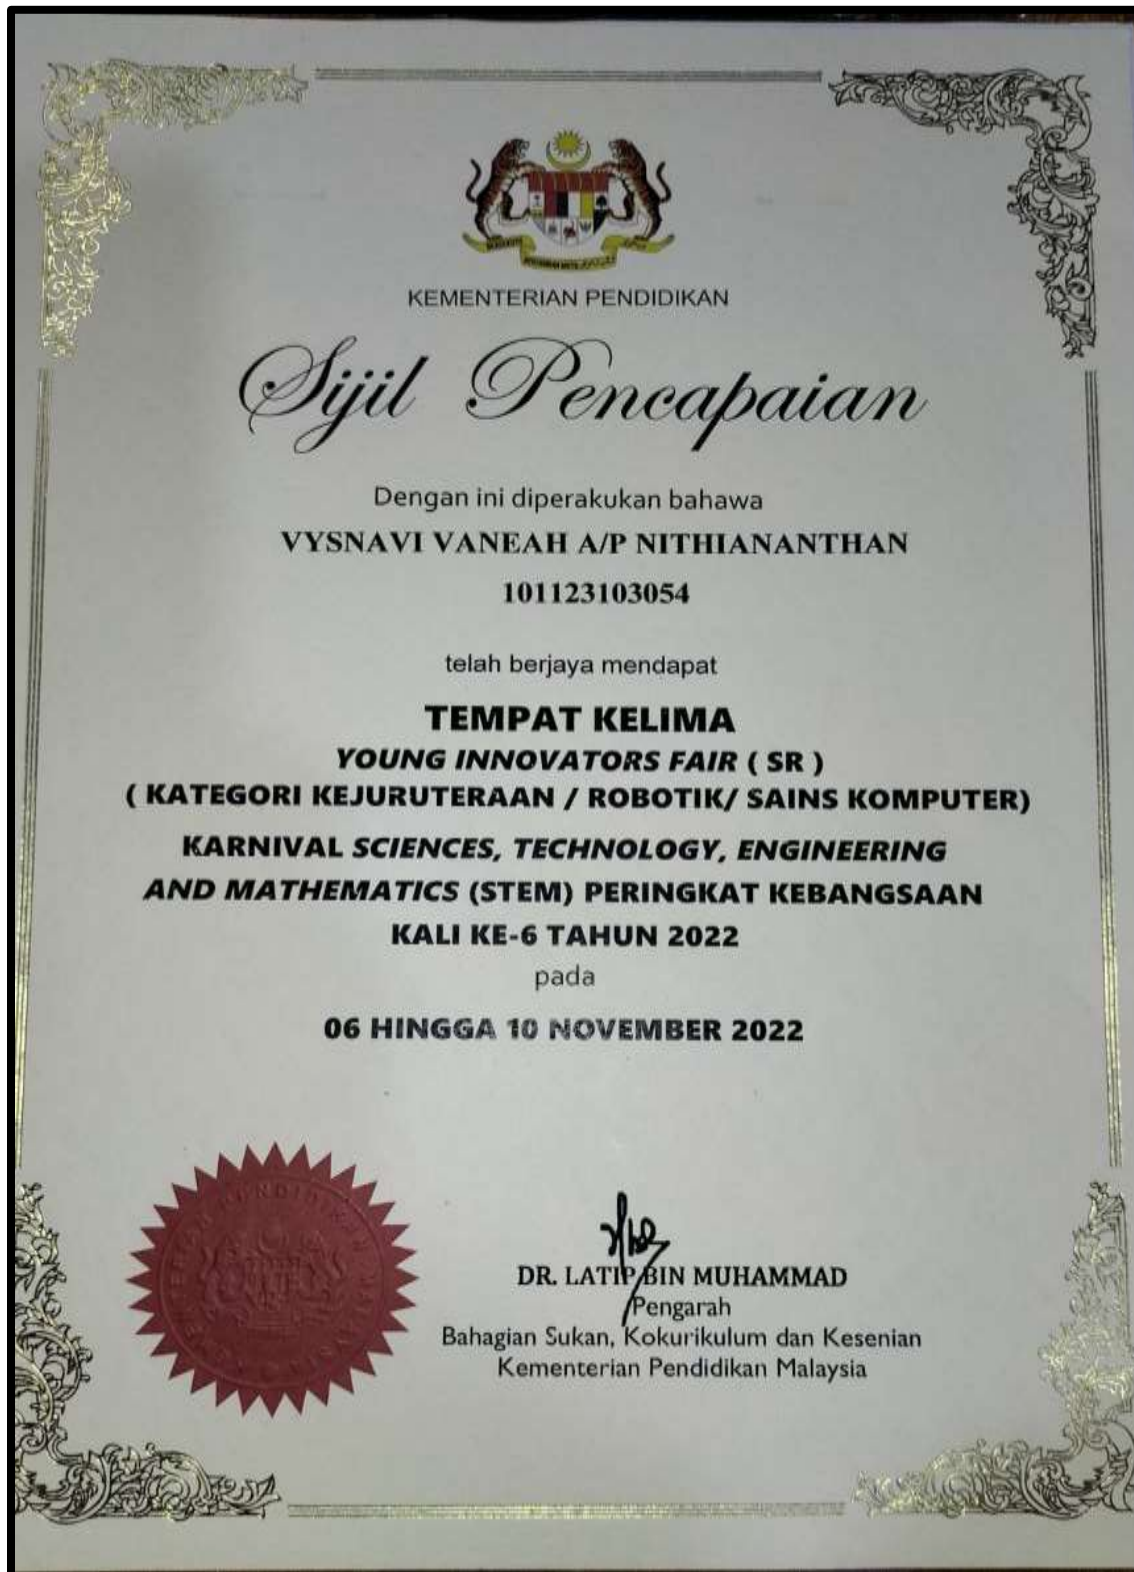 KEMENTERIAN PENDIDIKAN
Sijil Pencapaian
Dengan ini diperakukan bahawa
VYSNAVI VANEAH A/P NITHIANANTHAN
101123103054
telah berjaya mendapat
TEMPAT KELIMA
YOUNG INNOVATORS FAIR ( SR )
( KATEGORI KEJURUTERAAN / ROBOTIK/ SAINS KOMPUTER)
KARNIVAL SCIENCES, TECHNOLOGY, ENGINEERING
AND MATHEMATICS (STEM) PERINGKAT KEBANGSAAN
KALI KE-6 TAHUN 2022
pada
06 HINGGA 10 NOVEMBER 2022
DR. LATIP BIN MUHAMMAD
Pengarah
Bahagian Sukan, Kokurikulum dan Kesenian
Kementerian Pendidikan Malaysia